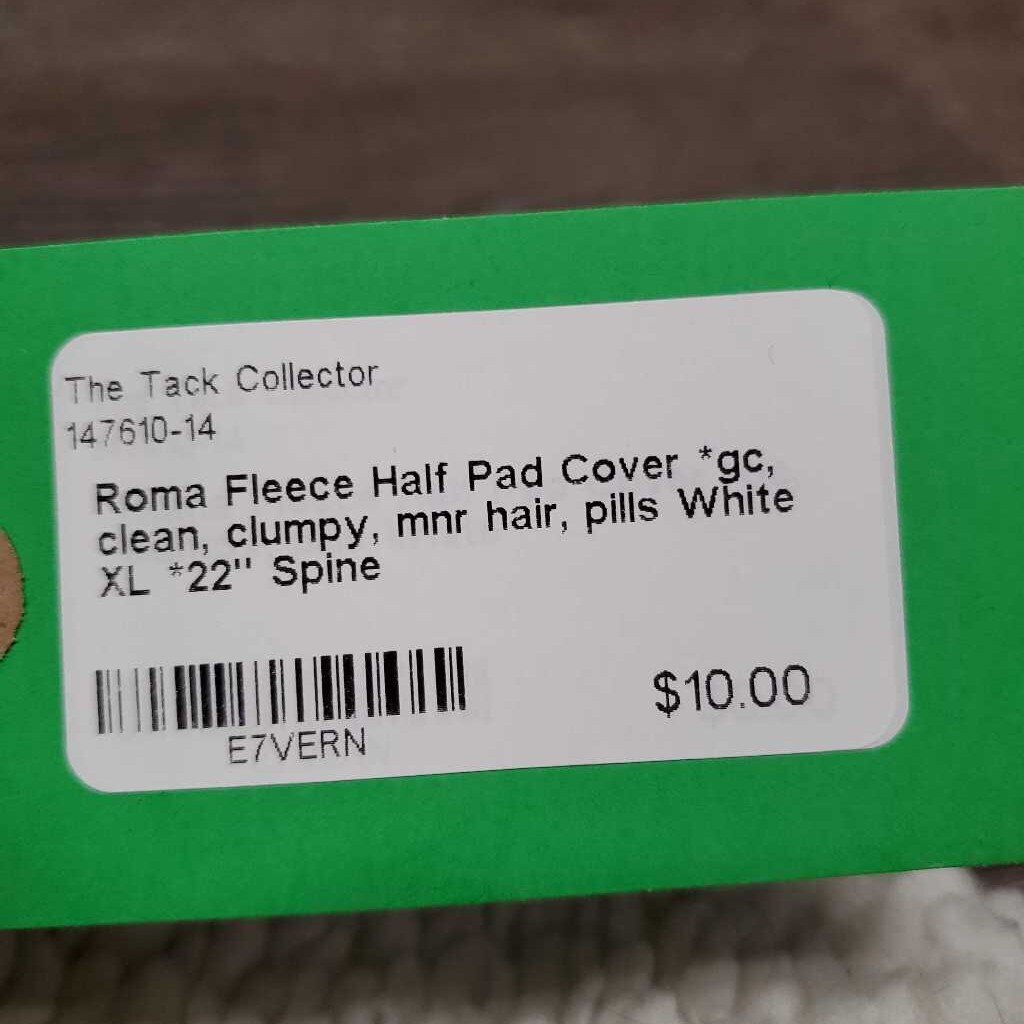 The Tack Collector
147610-14
Roma Fleece Half Pad Cover *gc,
clean, clumpy, mnr hair, pills White
XL *22" Spine
$10.00
E7VERN